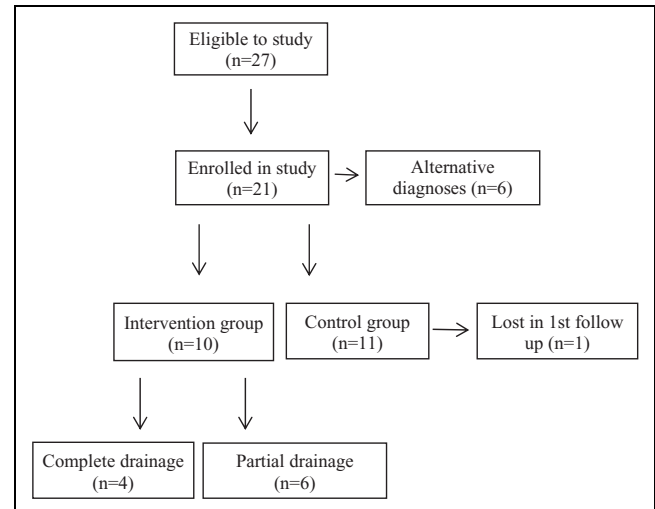 Eligible to study
(n=27)
Enrolled in study
(n=21)
Alternative
diagnoses (n=6)
Intervention group
(n=10)
Control group
(n=11)
Lost in 1st follow
up (n=1)
Complete drainage
(n=4)
Partial drainage
(n=6)